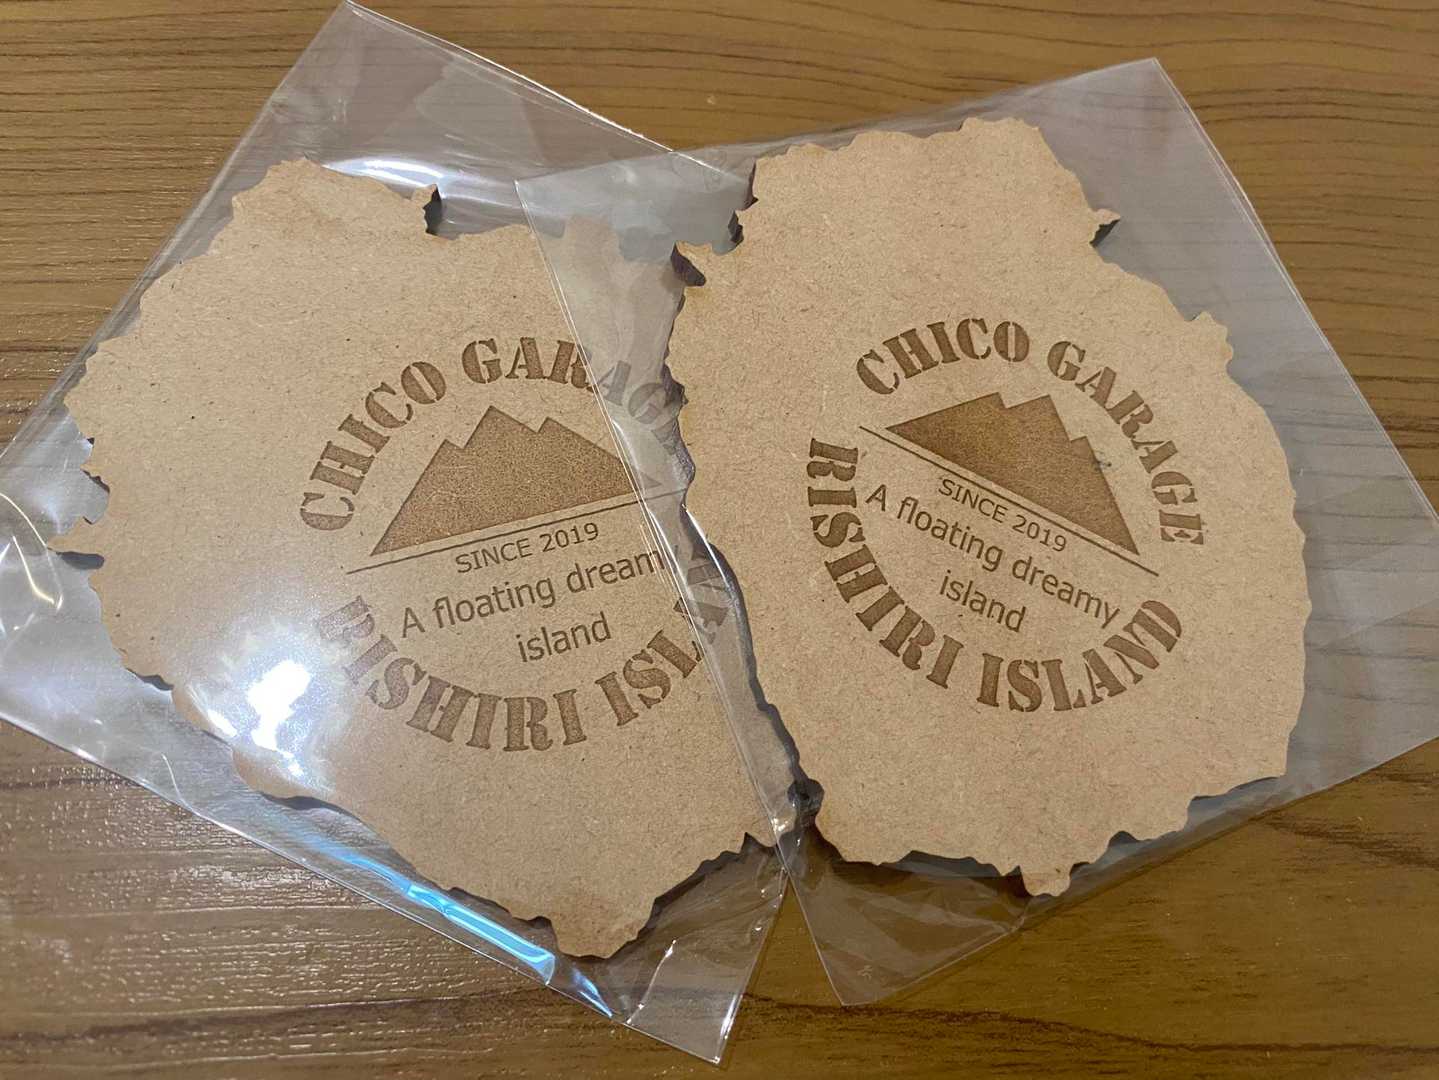 CHICO GARAGE
SINCE 2019
A floating dreamy
island
RISHIRI ISLAND
CHICO GARAGE
SINCE 2019
A floating dreamy
island
RISHIRI ISLAND